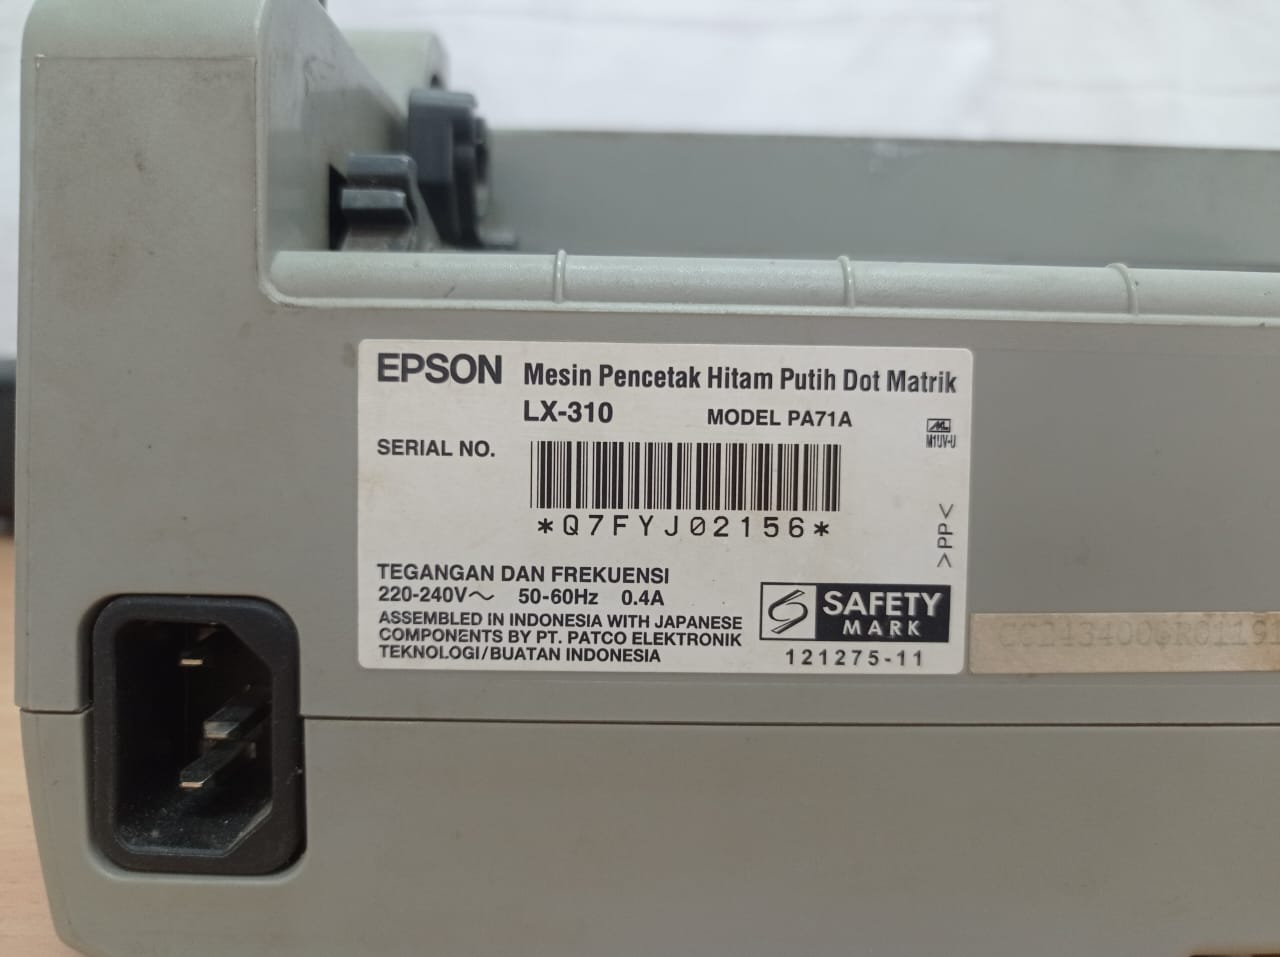 EPSON Mesin Pencetak Hitam Putih Dot Matrik
LX-310 MODEL PA71A
SERIAL NO.
M1UV-U
*Q7FYJ02156*
>PP<
TEGANGAN DAN FREKUENSI
220-240V～ 50-60Hz 0.4A
ASSEMBLED IN INDONESIA WITH JAPANESE
COMPONENTS BY PT. PATCO ELEKTRONIK
TEKNOLOGI/BUATAN INDONESIA
SAFETY
MARK
121275-11